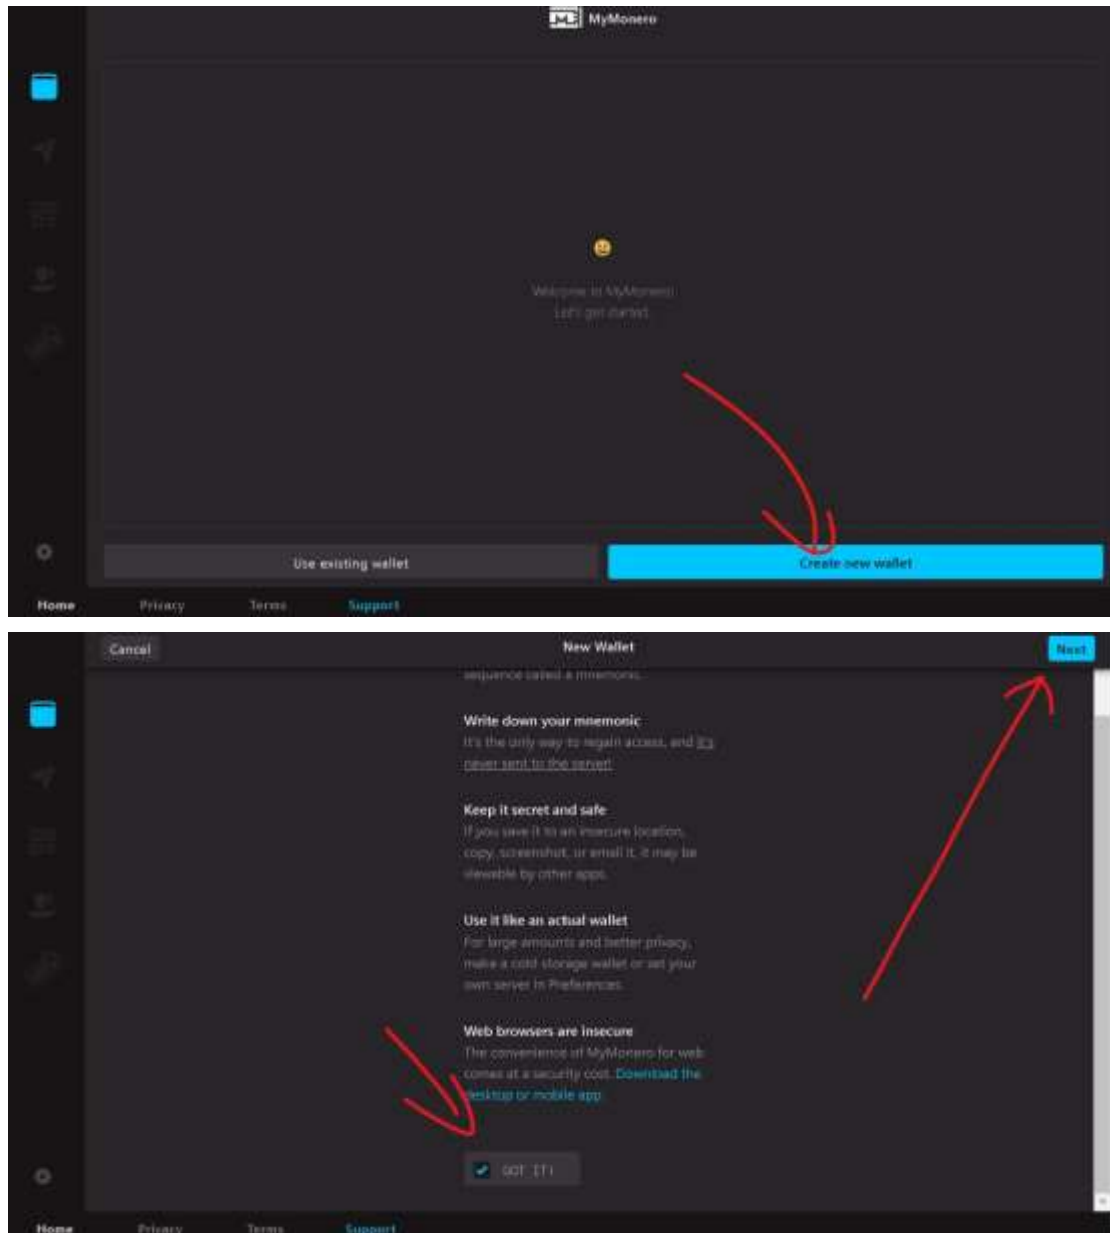 MyMonero
Welcome to MyMonero!
Let's get started.
Use existing wallet
Create new wallet
Home
Privacy
Terms
Support
Cancel
New Wallet
Next
sequence called a mnemonic.
Write down your mnemonic
It's the only way to regain access, and it's
never sent to the server!
Keep it secret and safe
If you save it to an insecure location,
copy, screenshot, or email it, it may be
viewable by other apps.
Use it like an actual wallet
For large amounts and better privacy,
make a cold storage wallet or set your
own server in Preferences.
Web browsers are insecure
The convenience of MyMonero for web
comes at a security cost. Download the
desktop or mobile app.
GOT IT!
Home
Privacy
Terms
Support